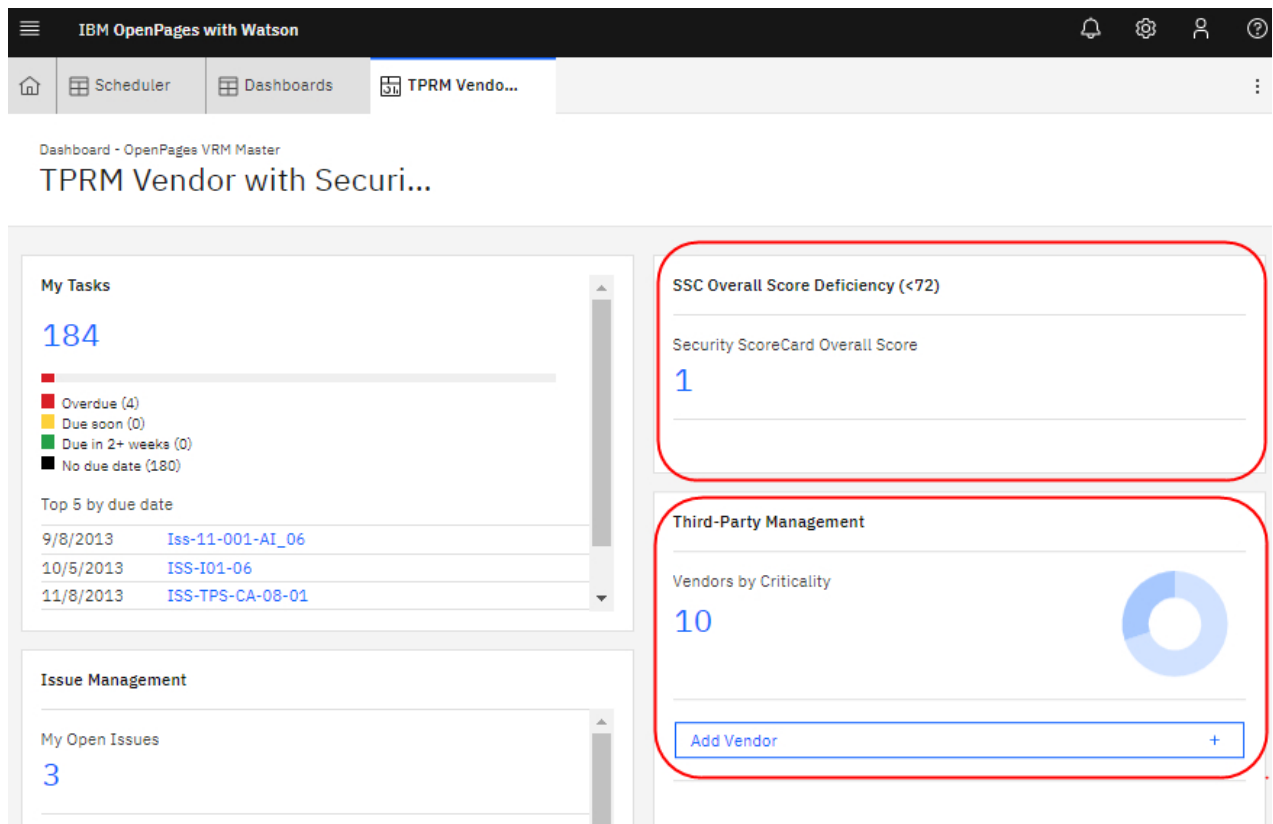 IBM OpenPages with Watson
Scheduler
Dashboards
TPRM Vendo...
Dashboard - OpenPages VRM Master
TPRM Vendor with Securi...
My Tasks
184
Overdue (4)
Due soon (0)
Due in 2+ weeks (0)
No due date (180)
Top 5 by due date
9/8/2013 Iss-11-001-AI_06
10/5/2013 ISS-I01-06
11/8/2013 ISS-TPS-CA-08-01
Issue Management
My Open Issues
3
SSC Overall Score Deficiency (<72)
Security ScoreCard Overall Score
1
Third-Party Management
Vendors by Criticality
10
Add Vendor +